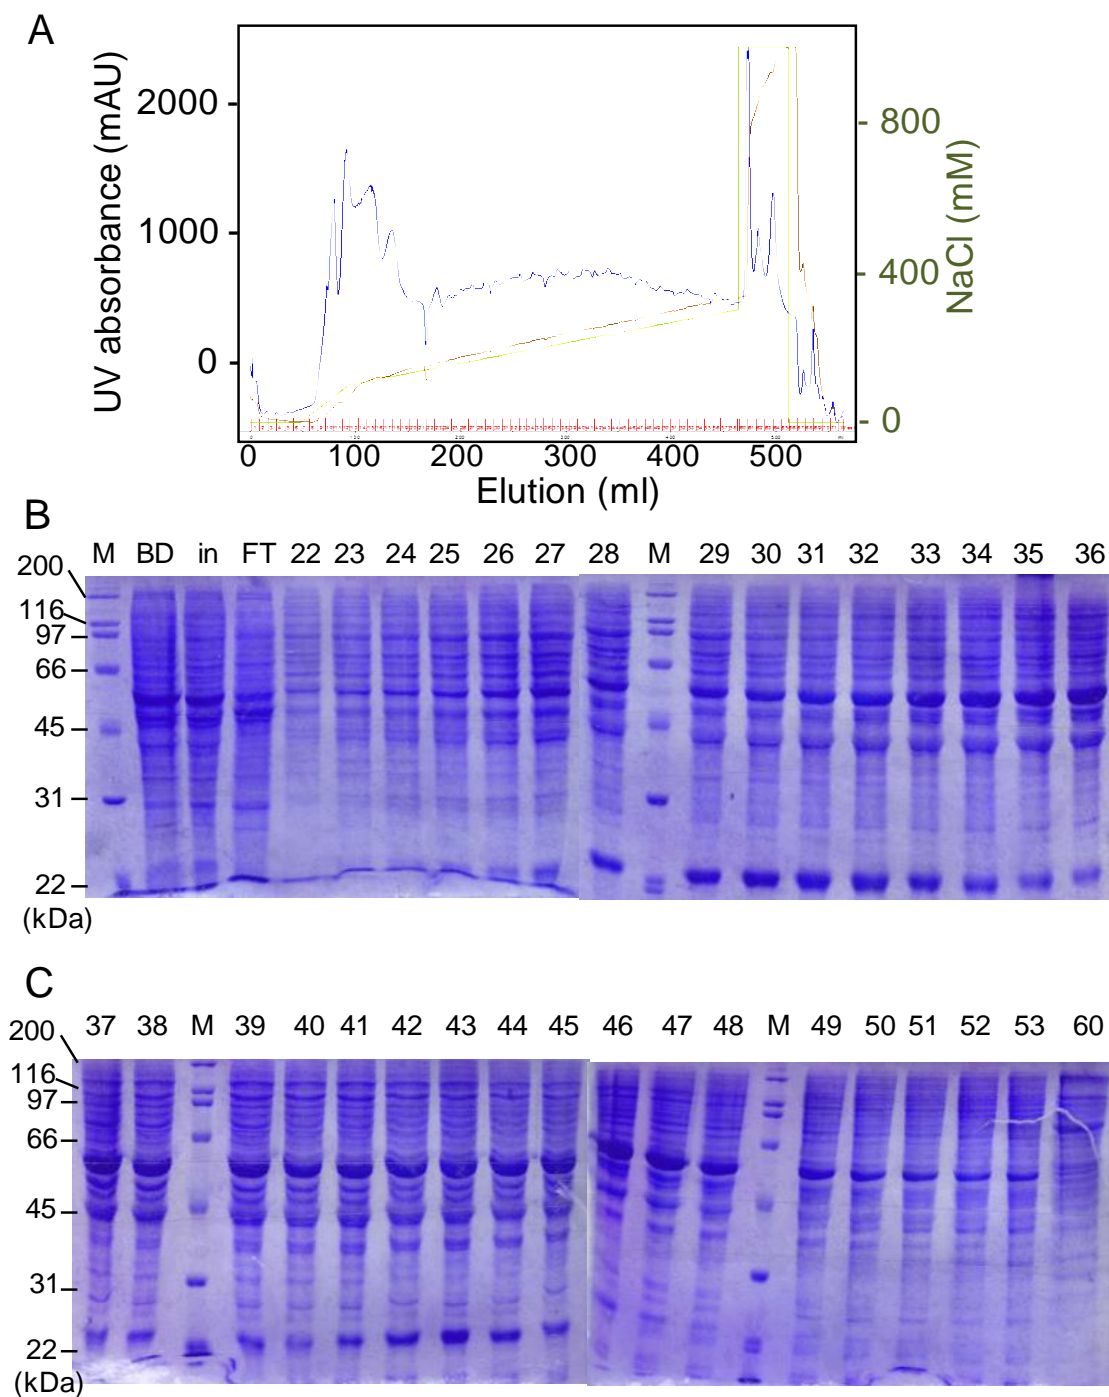 A
UV absorbance (mAU)
2000
1000
0
800
400
0
NaCl (mM)
0 100 200 300 400 500
Elution (ml)
B
M BD in FT 22 23 24 25 26 27 28 M 29 30 31 32 33 34 35 36
200
116
97
66
45
31
22
(kDa)
C
37 38 M 39 40 41 42 43 44 45 46 47 48 M 49 50 51 52 53 60
200
116
97
66
45
31
22
(kDa)